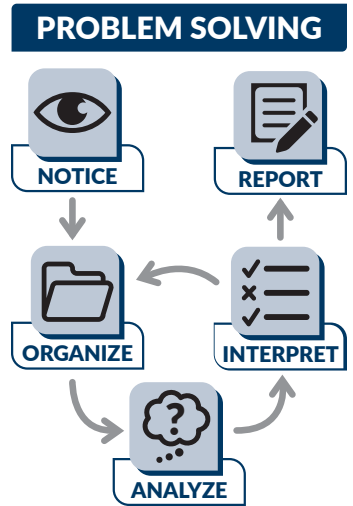 PROBLEM SOLVING
NOTICE
REPORT
ORGANIZE
INTERPRET
?
ANALYZE